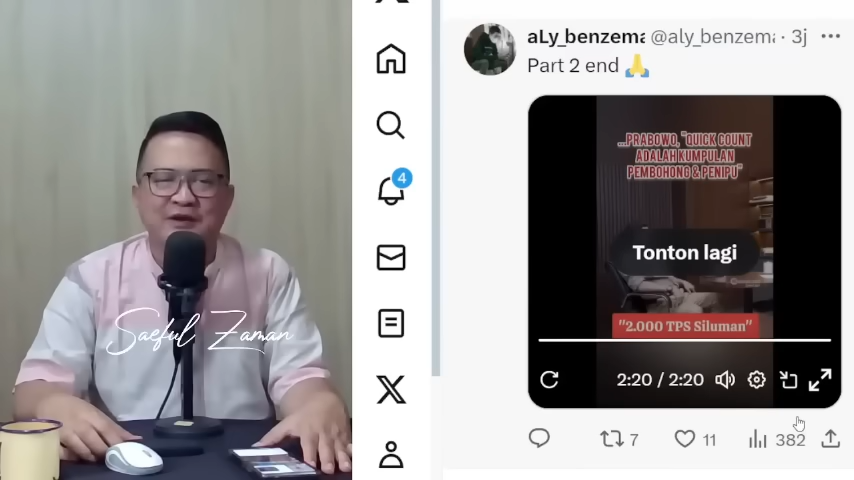 Saeful Zaman
4
aLy_benzema @aly_benzema · 3j
Part 2 end 🙏
...PRABOWO, "QUICK COUNT
ADALAH KUMPULAN
PEMBOHONG & PENIPU"
Tonton lagi
"2.000 TPS Siluman"
2:20 / 2:20
7
11
382